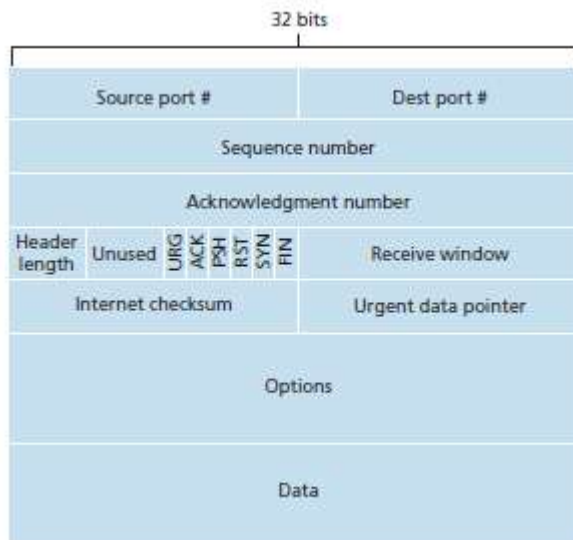 32 bits
Source port #
Dest port #
Sequence number
Acknowledgment number
Header
length
Unused
URG
ACK
PSH
RST
SYN
FIN
Receive window
Internet checksum
Urgent data pointer
Options
Data